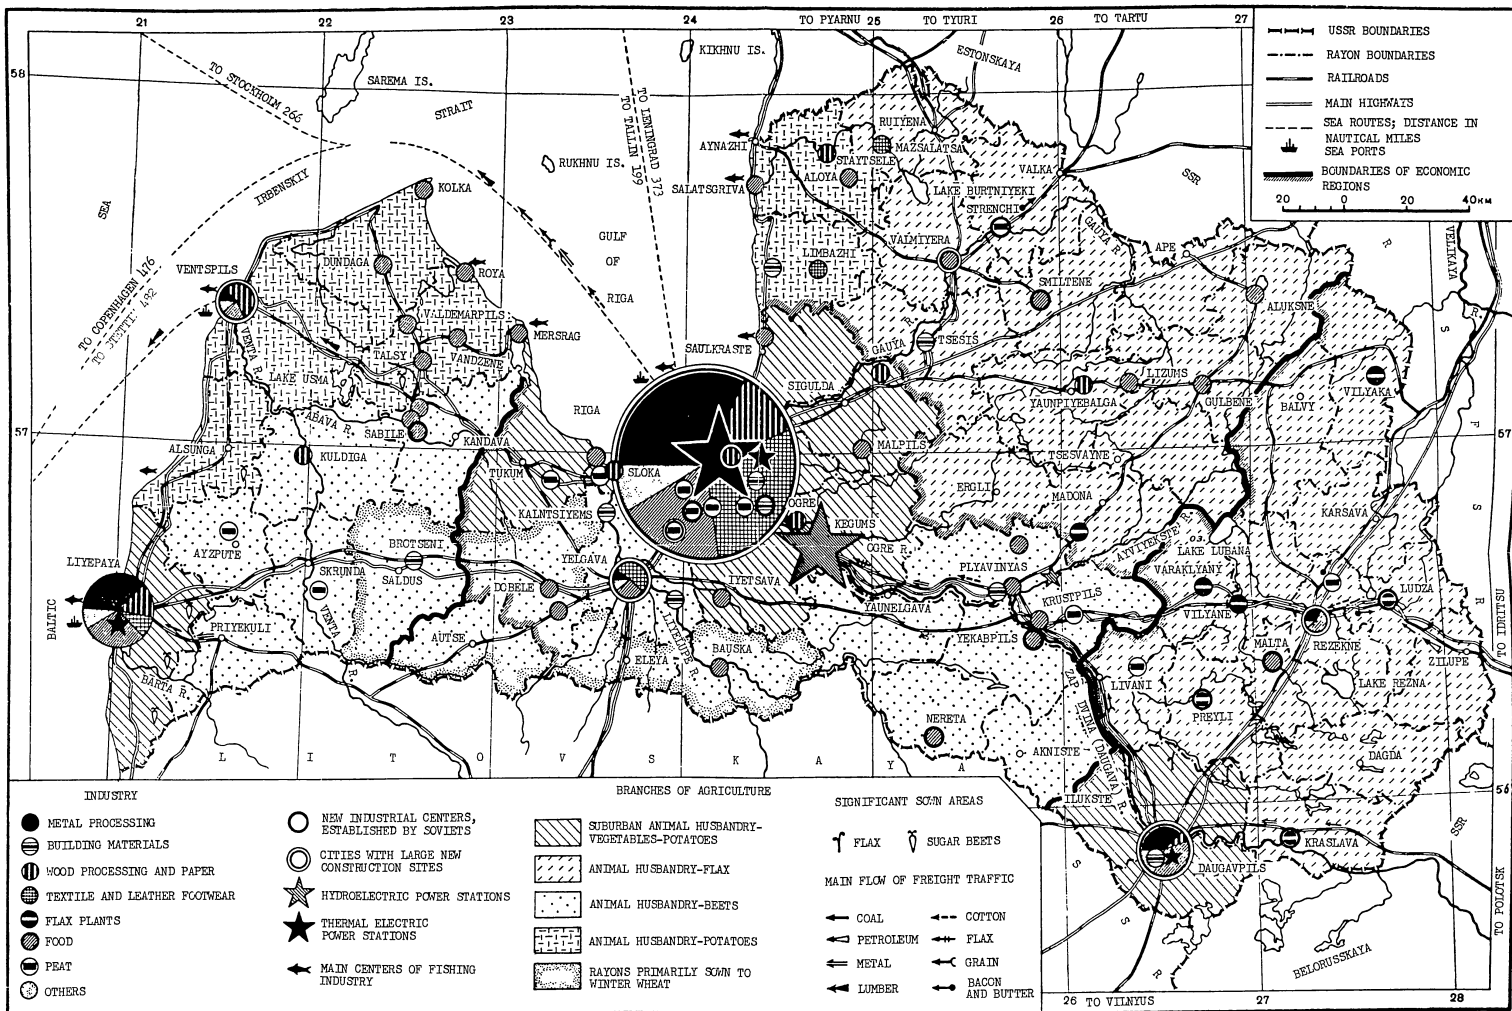 21
22
23
24
TO PYARNU
25
TO TYURI
26
TO TARTU
27
58
TO STOCKHOLM 266
SAREMA IS.
STRAIT
KIKHNU IS.
ESTONSKAYA
TO LENINGRAD 373
TO TALLIN 199
RUKHNU IS.
IRBENSKIY
SEA
GULF
OF
RIGA
TO COPENHAGEN 476
USSR BOUNDARIES
RAYON BOUNDARIES
RAILROADS
MAIN HIGHWAYS
SEA ROUTES; DISTANCE IN
NAUTICAL MILES
SEA PORTS
BOUNDARIES OF ECONOMIC
REGIONS
20
0
20
40 KM
RUIYENA
AYNAZHI
MAZSALATSA
STAYTSELE
ALOYA
SALATSGRIVA
VALKA
SSR
LAKE BURTNIYEKI
STRENCHI
VALMIYERA
GAUYA R.
APE
R
VELIKAYA
R.
KOLKA
DUNDAGA
ROYA
VENTSPILS
LIMBAZHI
SMILTENE
ALUKSNE
VALDEMARPILS
MERSRAG
TALSY
VANDZENE
SAULKRASTE
GAUYA R.
TSESIS
S
SIGULDA
LIZUMS
VILYAKA
VENTA R.
LAKE USMA
ABAVA R.
SABILE
KANDAVA
RIGA
YAUNPIYEBALGA
GULBENE
BALVY
F
57
57
ALSUNGA
KULDIGA
TUKUM
SLOKA
MALPILS
TSESVAYNE
ERGLI
MADONA
KALNTSIYEMS
OGRE
KEGUMS
OGRE R.
KARSAVA
S
AYZPUTE
BROTSENI
YELGAVA
AYVIYEKSTE R.
LAKE LUBANA
LIYEPAYA
SKRUNDA
SALDUS
DOBELE
IYETSAVA
PLYAVINYAS
VARAKLYANY
LUDZA
BALTIC
VENTA
R.
YAUNELGAVA
KRUSTPILS
VILYANE
R
TO IDRITSU
PRIYEKULI
AUTSE
LIYELUPE R.
BAUSKA
YEKABPILS
MALTA
REZEKNE
ZILUPE
BARTA R.
ELEYA
ZAP. DVINA (DAUGAVA) R.
LIVANI
PREYLI
LAKE REZNA
NERETA
AKNISTE
DAGDA
L I T O V S K A Y A
ILUKSTE
56
SSR
KRASLAVA
DAUGAVPILS
S
S
R
TO POLOTSK
BELORUSSKAYA
26
TO VILNYUS
27
28
INDUSTRY
METAL PROCESSING
BUILDING MATERIALS
WOOD PROCESSING AND PAPER
TEXTILE AND LEATHER FOOTWEAR
FLAX PLANTS
FOOD
PEAT
OTHERS
NEW INDUSTRIAL CENTERS,
ESTABLISHED BY SOVIETS
CITIES WITH LARGE NEW
CONSTRUCTION SITES
HYDROELECTRIC POWER STATIONS
THERMAL ELECTRIC
POWER STATIONS
MAIN CENTERS OF FISHING
INDUSTRY
BRANCHES OF AGRICULTURE
SUBURBAN ANIMAL HUSBANDRY-
VEGETABLES-POTATOES
ANIMAL HUSBANDRY-FLAX
ANIMAL HUSBANDRY-BEETS
ANIMAL HUSBANDRY-POTATOES
RAYONS PRIMARILY SOWN TO
WINTER WHEAT
SIGNIFICANT SOWN AREAS
FLAX
SUGAR BEETS
MAIN FLOW OF FREIGHT TRAFFIC
COAL
COTTON
PETROLEUM
FLAX
METAL
GRAIN
LUMBER
BACON
AND BUTTER